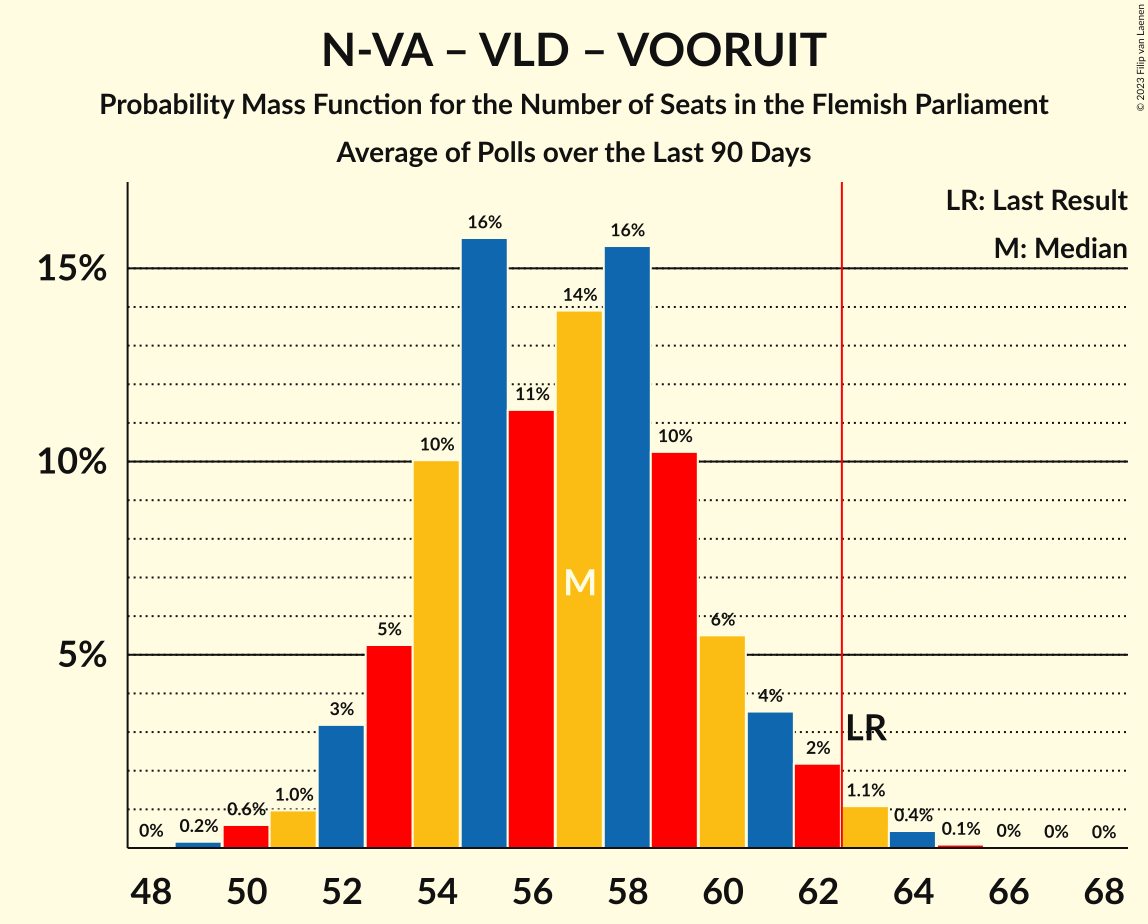 N-VA – VLD – VOORUIT
Probability Mass Function for the Number of Seats in the Flemish Parliament
Average of Polls over the Last 90 Days
© 2023 Filip van Laenen
LR: Last Result
M: Median
15%
10%
5%
0%
0.2%
0.6%
1.0%
3%
5%
10%
16%
11%
14%
16%
10%
6%
4%
2%
1.1%
0.4%
0.1%
0%
0%
0%
M
LR
48 50 52 54 56 58 60 62 64 66 68